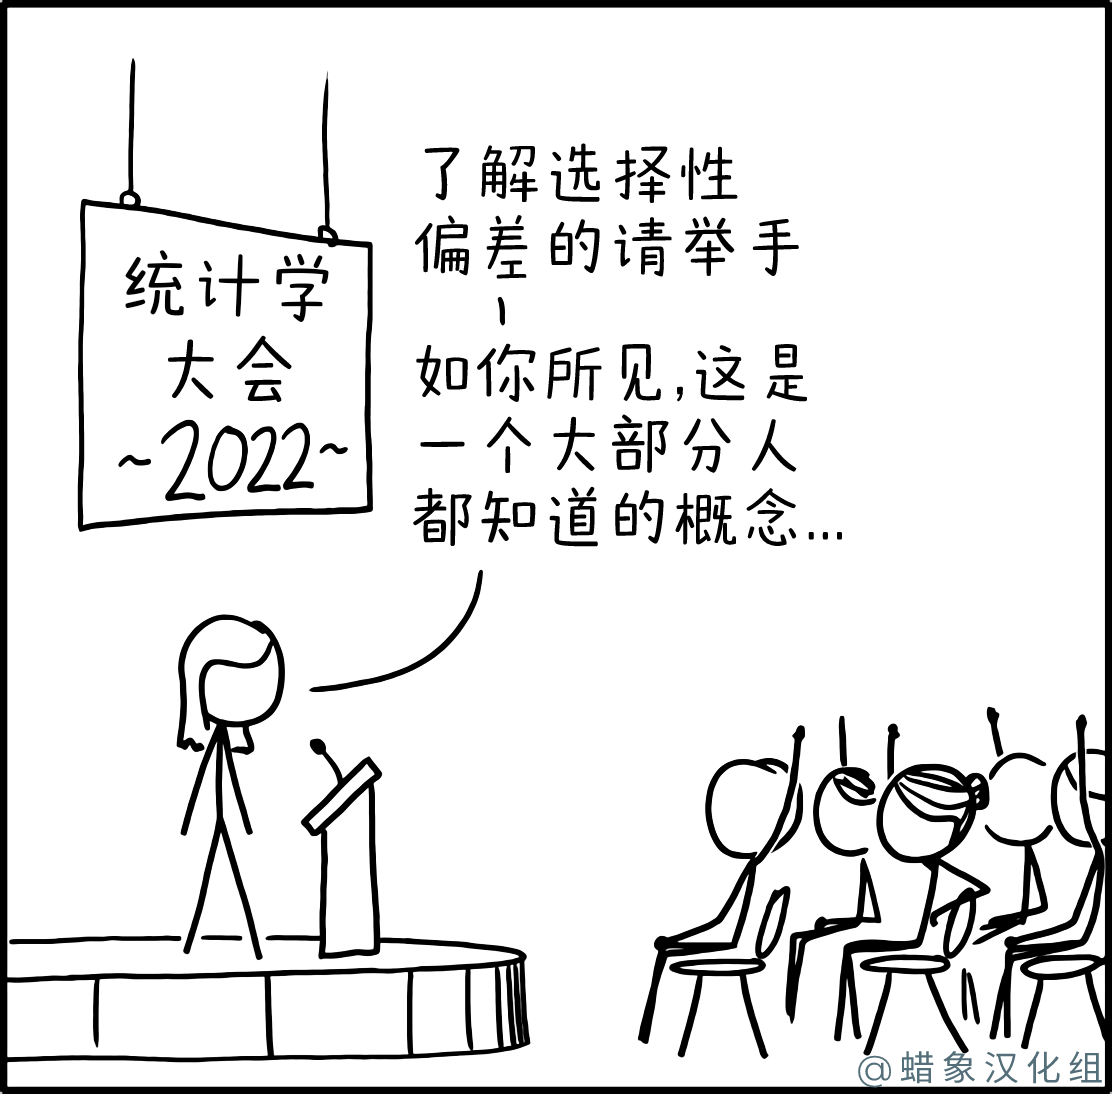 统计学
大会
~2022~
了解选择性
偏差的请举手
如你所见,这是
一个大部分人
都知道的概念...
@蜡象汉化组